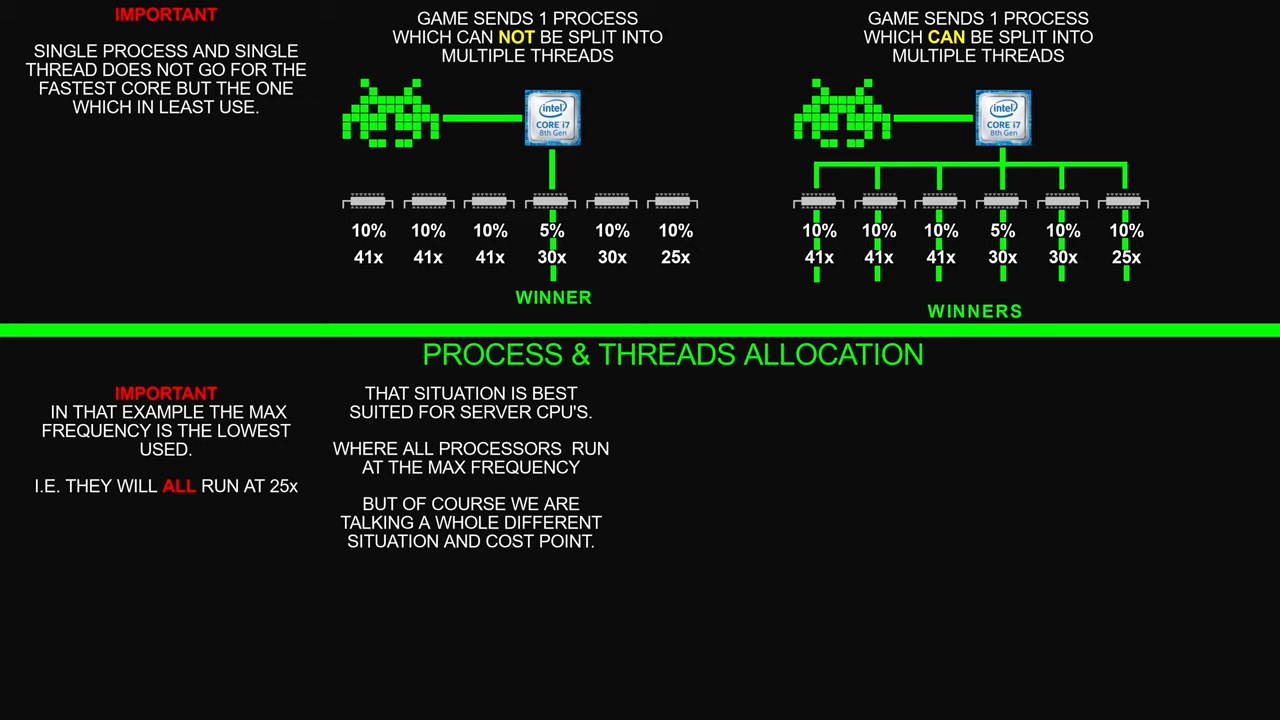 IMPORTANT
SINGLE PROCESS AND SINGLE
THREAD DOES NOT GO FOR THE
FASTEST CORE BUT THE ONE
WHICH IN LEAST USE.
GAME SENDS 1 PROCESS
WHICH CAN NOT BE SPLIT INTO
MULTIPLE THREADS
intel
CORE i7
8th Gen
10% 10% 10% 5% 10% 10%
41x 41x 41x 30x 30x 25x
WINNER
GAME SENDS 1 PROCESS
WHICH CAN BE SPLIT INTO
MULTIPLE THREADS
intel
CORE i7
8th Gen
10% 10% 10% 5% 10% 10%
41x 41x 41x 30x 30x 25x
WINNERS
PROCESS & THREADS ALLOCATION
IMPORTANT
IN THAT EXAMPLE THE MAX
FREQUENCY IS THE LOWEST
USED.
I.E. THEY WILL ALL RUN AT 25x
THAT SITUATION IS BEST
SUITED FOR SERVER CPU'S.
WHERE ALL PROCESSORS RUN
AT THE MAX FREQUENCY
BUT OF COURSE WE ARE
TALKING A WHOLE DIFFERENT
SITUATION AND COST POINT.